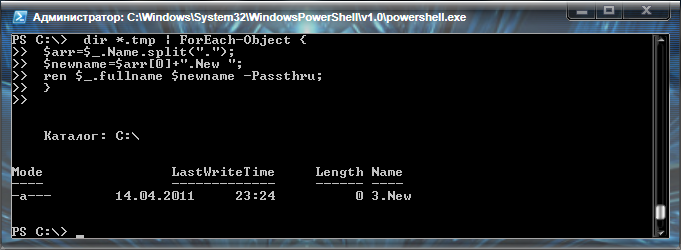 Администратор: C:\Windows\System32\WindowsPowerShell\v1.0\powershell.exe
PS C:\>  dir *.tmp | ForEach-Object {
>>  $arr=$_.Name.split(".");
>>  $newname=$arr[0]+".New ";
>>  ren $_.fullname $newname -Passthru;
>>  }
>>
Каталог: C:\
Mode                LastWriteTime     Length Name
----                -------------     ------ ----
-a---        14.04.2011     23:24          0 3.New
PS C:\> _